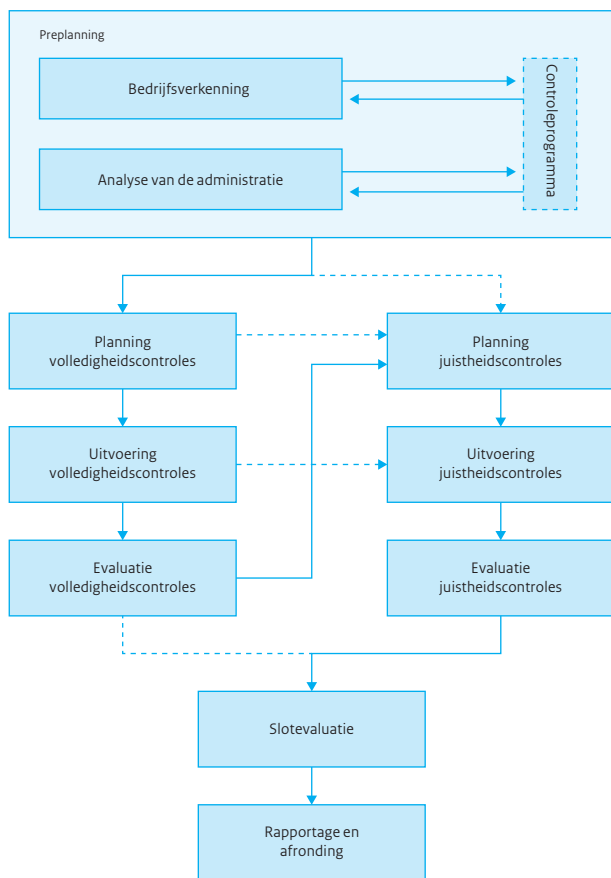 Preplanning
Bedrijfsverkenning
Controleprogramma
Analyse van de administratie
Planning
volledigheidscontroles
Planning
juistheidscontroles
Uitvoering
volledigheidscontroles
Uitvoering
juistheidscontroles
Evaluatie
volledigheidscontroles
Evaluatie
juistheidscontroles
Slotevaluatie
Rapportage en
afronding